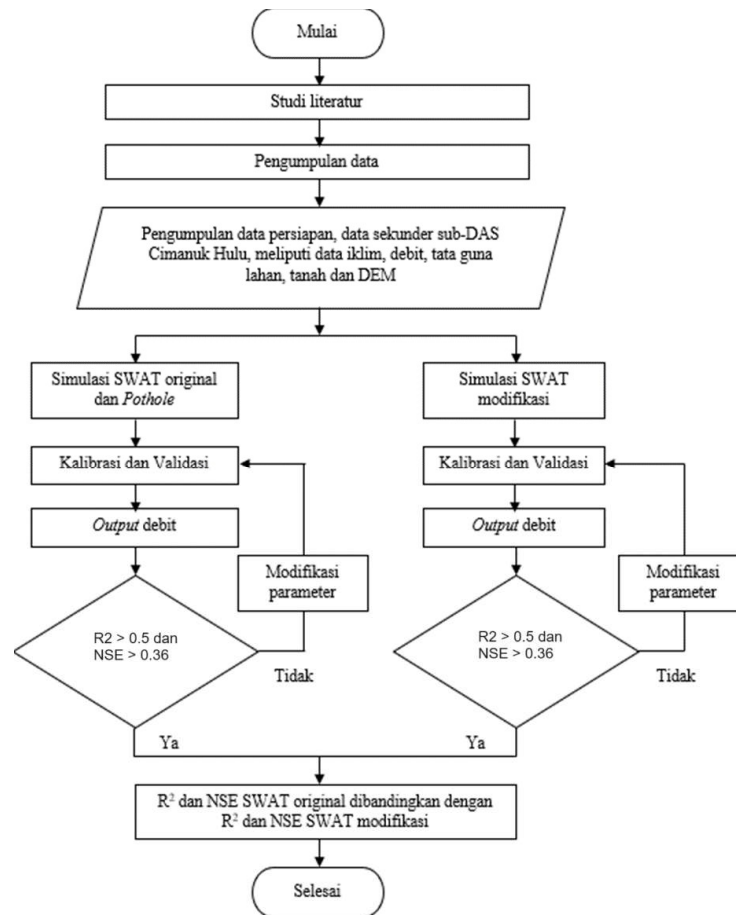 Mulai
Studi literatur
Pengumpulan data
Pengumpulan data persiapan, data sekunder sub-DAS
Cimanuk Hulu, meliputi data iklim, debit, tata guna
lahan, tanah dan DEM
Simulasi SWAT original
dan Pothole
Kalibrasi dan Validasi
Output debit
Modifikasi
parameter
R2 > 0.5 dan
NSE > 0.36
Tidak
Ya
Simulasi SWAT
modifikasi
Kalibrasi dan Validasi
Output debit
Modifikasi
parameter
R2 > 0.5 dan
NSE > 0.36
Tidak
Ya
R² dan NSE SWAT original dibandingkan dengan
R² dan NSE SWAT modifikasi
Selesai